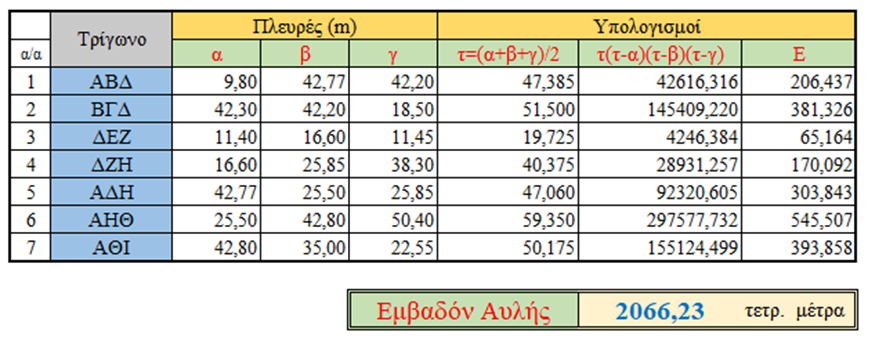 Πλευρές (m) Υπολογισμοί
Τρίγωνο
α/α α β γ τ=(α+β+γ)/2 τ(τ-α)(τ-β)(τ-γ) Ε
1 ΑΒΔ 9,80 42,77 42,20 47,385 42616,316 206,437
2 ΒΓΔ 42,30 42,20 18,50 51,500 145409,220 381,326
3 ΔΕΖ 11,40 16,60 11,45 19,725 4246,384 65,164
4 ΔΖΗ 16,60 25,85 38,30 40,375 28931,257 170,092
5 ΑΔΗ 42,77 25,50 25,85 47,060 92320,605 303,843
6 ΑΗΘ 25,50 42,80 50,40 59,350 297577,732 545,507
7 ΑΘΙ 42,80 35,00 22,55 50,175 155124,499 393,858
Εμβαδόν Αυλής 2066,23 τετρ. μέτρα